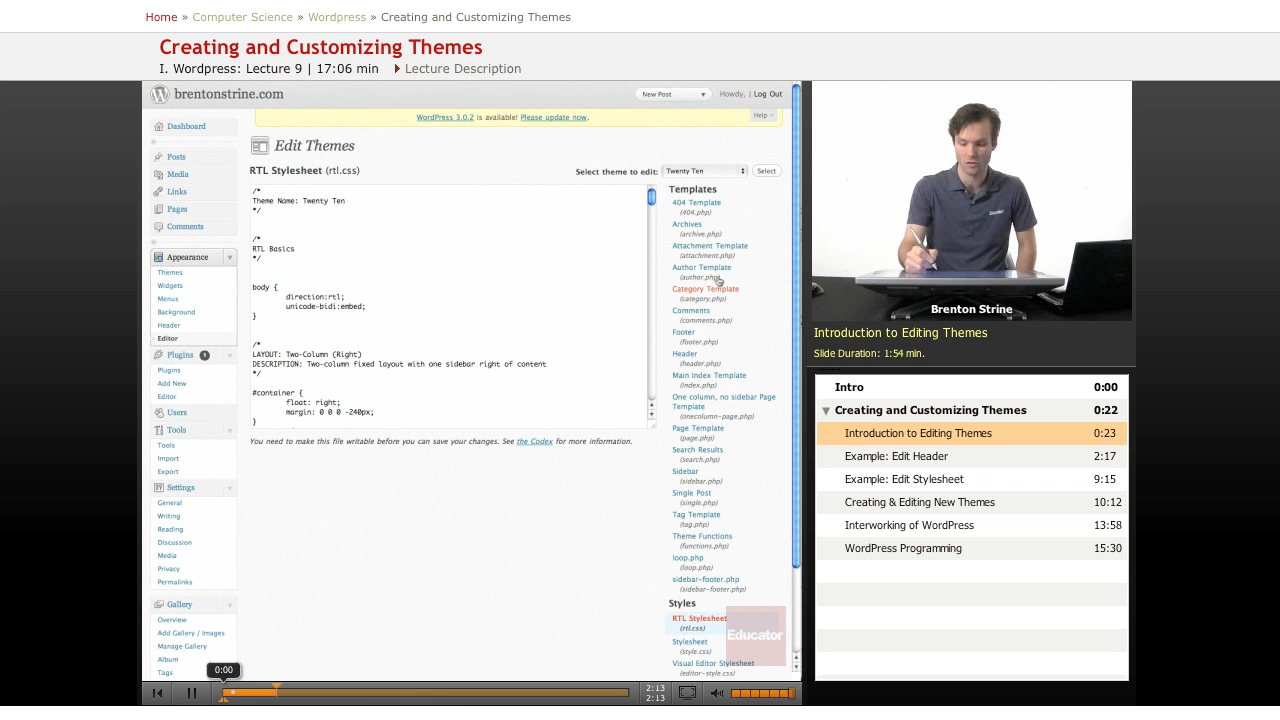 Home » Computer Science » Wordpress » Creating and Customizing Themes
Creating and Customizing Themes
I. Wordpress: Lecture 9 | 17:06 min Lecture Description
brentonstrine.com
New Post
Howdy, | Log Out
WordPress 3.0.2 is available! Please update now.
Help
Dashboard
Posts
Media
Links
Pages
Comments
Appearance
Themes
Widgets
Menus
Background
Header
Editor
Plugins 1
Plugins
Add New
Editor
Users
Tools
Tools
Import
Export
Settings
General
Writing
Reading
Discussion
Media
Privacy
Permalinks
Gallery
Overview
Add Gallery / Images
Manage Gallery
Album
Tags
Edit Themes
RTL Stylesheet (rtl.css)
Select theme to edit: Twenty Ten Select
/*
Theme Name: Twenty Ten
*/
/*
RTL Basics
*/
body {
direction:rtl;
unicode-bidi:embed;
}
/*
LAYOUT: Two-Column (Right)
DESCRIPTION: Two-column fixed layout with one sidebar right of content
*/
#container {
float: right;
margin: 0 0 0 -240px;
}
You need to make this file writable before you can save your changes. See the Codex for more information.
Templates
404 Template
(404.php)
Archives
(archive.php)
Attachment Template
(attachment.php)
Author Template
(author.php)
Category Template
(category.php)
Comments
(comments.php)
Footer
(footer.php)
Header
(header.php)
Main Index Template
(index.php)
One column, no sidebar Page
Template
(onecolumn-page.php)
Page Template
(page.php)
Search Results
(search.php)
Sidebar
(sidebar.php)
Single Post
(single.php)
Tag Template
(tag.php)
Theme Functions
(functions.php)
loop.php
(loop.php)
sidebar-footer.php
(sidebar-footer.php)
Styles
RTL Stylesheet
(rtl.css)
Stylesheet
(style.css)
Visual Editor Stylesheet
(editor-style.css)
Educator
0:00
2:13
2:13
Brenton Strine
Introduction to Editing Themes
Slide Duration: 1:54 min.
Intro 0:00
Creating and Customizing Themes 0:22
Introduction to Editing Themes 0:23
Example: Edit Header 2:17
Example: Edit Stylesheet 9:15
Creating & Editing New Themes 10:12
Interworking of WordPress 13:58
WordPress Programming 15:30